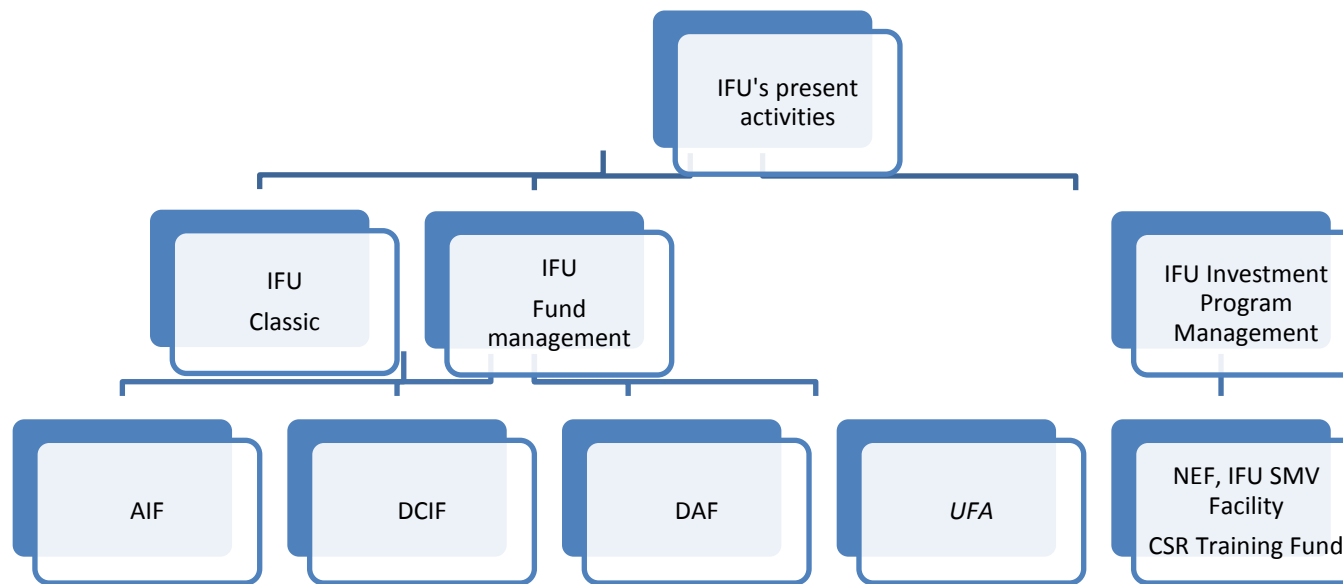 IFU's present
activities
IFU
Classic
IFU
Fund
management
IFU Investment
Program
Management
AIF
DCIF
DAF
UFA
NEF, IFU SMV
Facility
CSR Training Fund